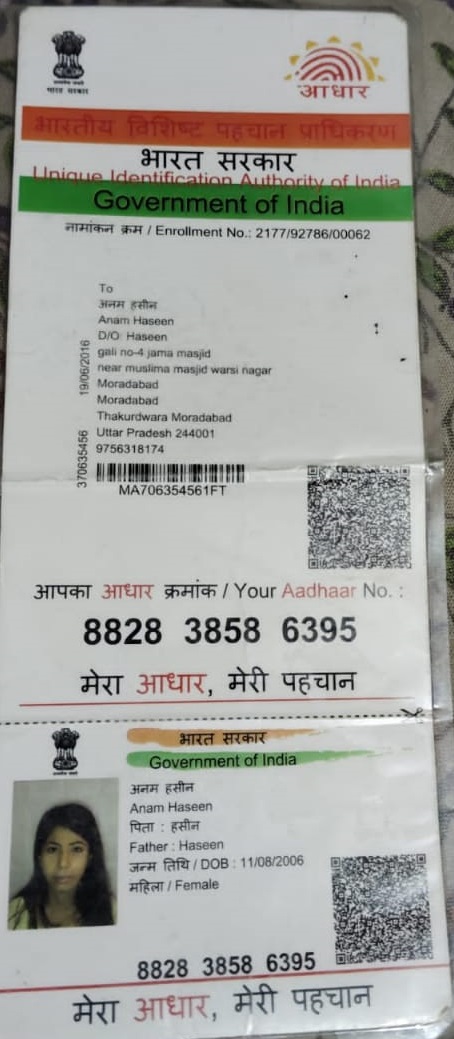 भारत सरकार
आधार
भारतीय विशिष्ट पहचान प्राधिकरण
भारत सरकार
Unique Identification Authority of India
Government of India
नामांकन क्रम / Enrollment No.: 2177/92786/00062
To
अनम हसीन
Anam Haseen
D/O: Haseen
gali no-4 jama masjid
near muslima masjid warsi nagar
Moradabad
Moradabad
Thakurdwara Moradabad
Uttar Pradesh 244001
9756318174
19/06/2016
370635456
MA706354561FT
आपका आधार क्रमांक / Your Aadhaar No. :
8828 3858 6395
मेरा आधार, मेरी पहचान
भारत सरकार
Government of India
अनम हसीन
Anam Haseen
पिता : हसीन
Father : Haseen
जन्म तिथि / DOB : 11/08/2006
महिला / Female
8828 3858 6395
मेरा आधार, मेरी पहचान